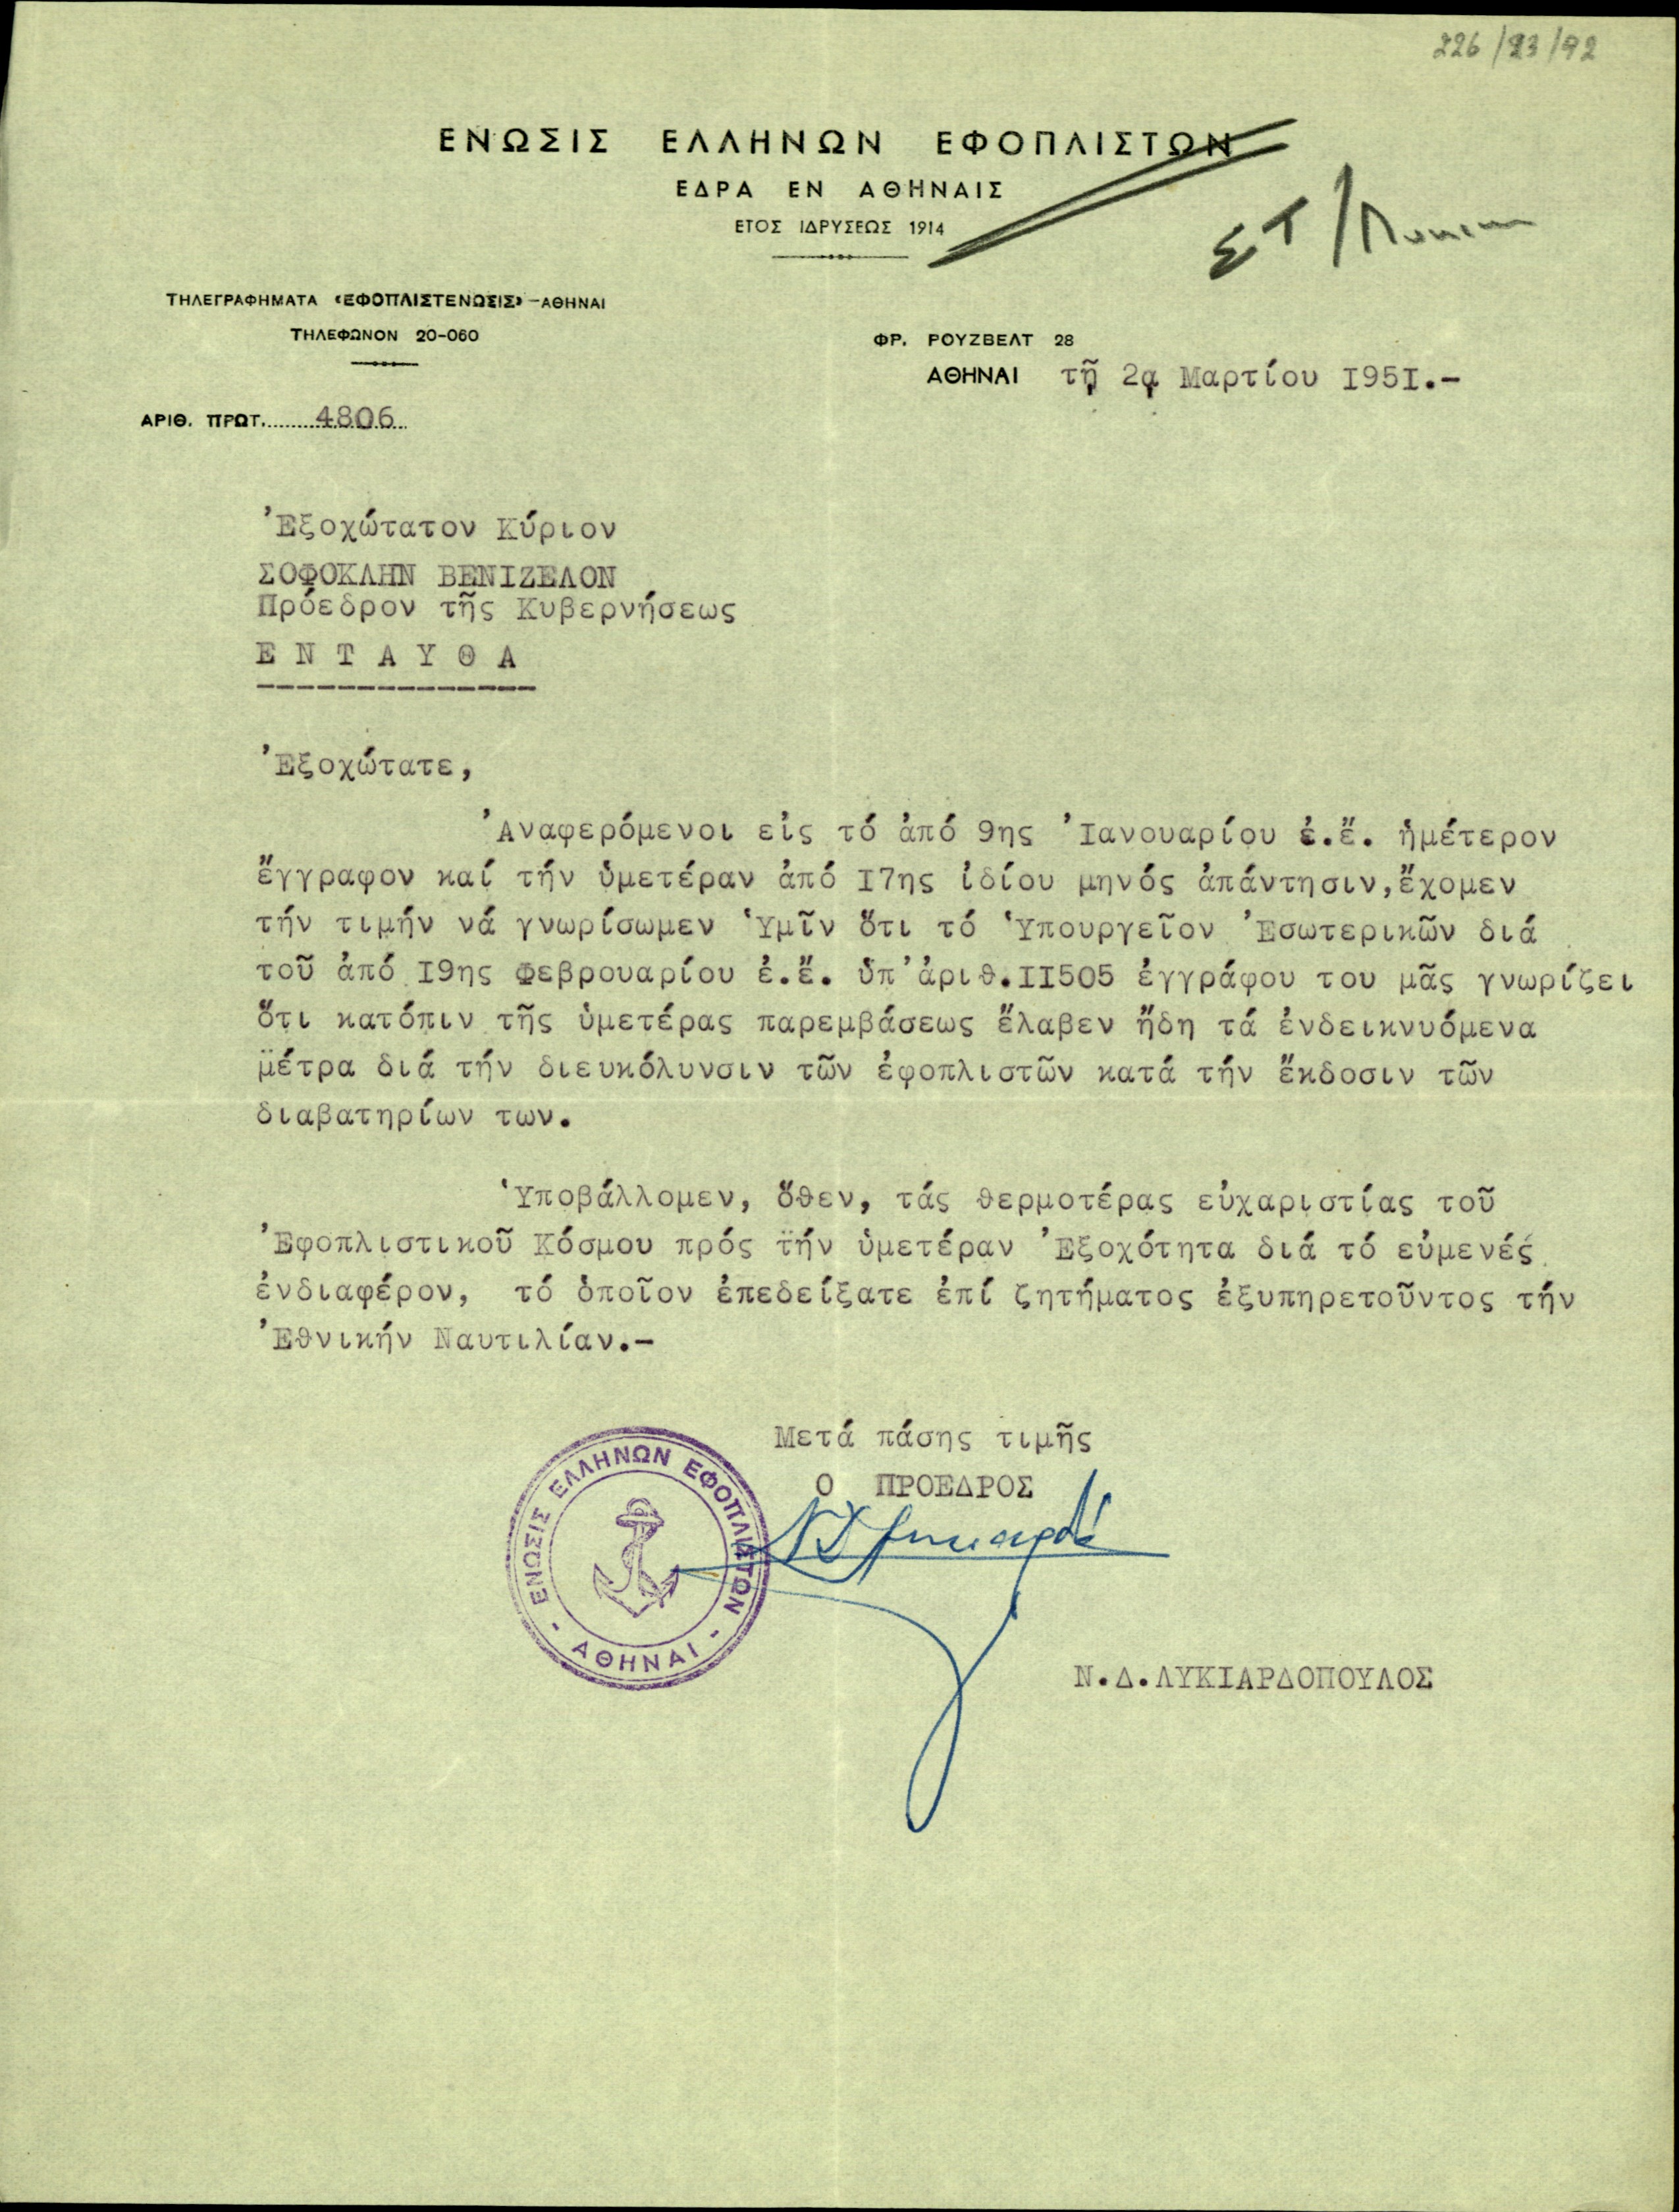 226/23/92
ΕΝΩΣΙΣ ΕΛΛΗΝΩΝ ΕΦΟΠΛΙΣΤΩΝ
ΕΔΡΑ ΕΝ ΑΘΗΝΑΙΣ
ΕΤΟΣ ΙΔΡΥΣΕΩΣ 1914
ΤΗΛΕΓΡΑΦΗΜΑΤΑ «ΕΦΟΠΛΙΣΤΕΝΩΣΙΣ» -ΑΘΗΝΑΙ
ΤΗΛΕΦΩΝΟΝ 20-060
ΦΡ. ΡΟΥΖΒΕΛΤ 28
ΑΘΗΝΑΙ τῇ 2ᾳ Μαρτίου I95I.-
ΑΡΙΘ. ΠΡΩΤ. 4806
Ἐξοχώτατον Κύριον
ΣΟΦΟΚΛΗΝ ΒΕΝΙΖΕΛΟΝ
Πρόεδρον τῆς Κυβερνήσεως
Ε Ν Τ Α Υ Θ Α
Ἐξοχώτατε,
Ἀναφερόμενοι εἰς τό ἀπό 9ης Ἰανουαρίου ἐ.ἔ. ἡμέτερον
ἔγγραφον καί τήν ὑμετέραν ἀπό I7ης ἰδίου μηνός ἀπάντησιν,ἔχομεν
τήν τιμήν νά γνωρίσωμεν Ὑμῖν ὅτι τό Ὑπουργεῖον Ἐσωτερικῶν διά
τοῦ ἀπό I9ης Φεβρουαρίου ἐ.ἔ. ὑπ'ἀριθ.II505 ἐγγράφου του μᾶς γνωρίζει
ὅτι κατόπιν τῆς ὑμετέρας παρεμβάσεως ἔλαβεν ἤδη τά ἐνδεικνυόμενα
μέτρα διά τήν διευκόλυνσιν τῶν ἐφοπλιστῶν κατά τήν ἔκδοσιν τῶν
διαβατηρίων των.
Ὑποβάλλομεν, ὅθεν, τάς θερμοτέρας εὐχαριστίας τοῦ
Ἐφοπλιστικοῦ Κόσμου πρός τήν ὑμετέραν Ἐξοχότητα διά τό εὐμενές
ἐνδιαφέρον, τό ὁποῖον ἐπεδείξατε ἐπί ζητήματος ἐξυπηρετοῦντος τήν
Ἐθνικήν Ναυτιλίαν.-
Μετά πάσης τιμῆς
Ο ΠΡΟΕΔΡΟΣ
ΕΝΩΣΙΣ ΕΛΛΗΝΩΝ ΕΦΟΠΛΙΣΤΩΝ
- ΑΘΗΝΑΙ -
Ν.Δ.ΛΥΚΙΑΡΔΟΠΟΥΛΟΣ